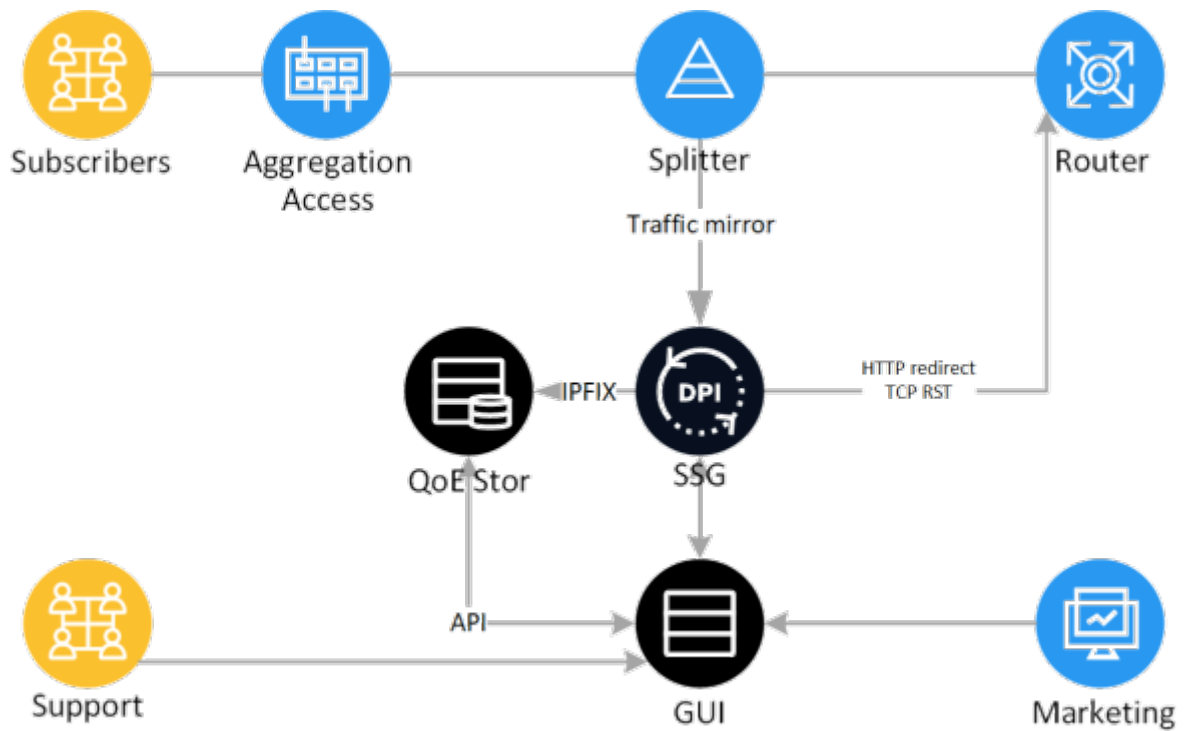 Subscribers
Aggregation
Access
Splitter
Router
Traffic mirror
IPFIX
DPI
HTTP redirect
TCP RST
QoE Stor
SSG
API
Support
GUI
Marketing